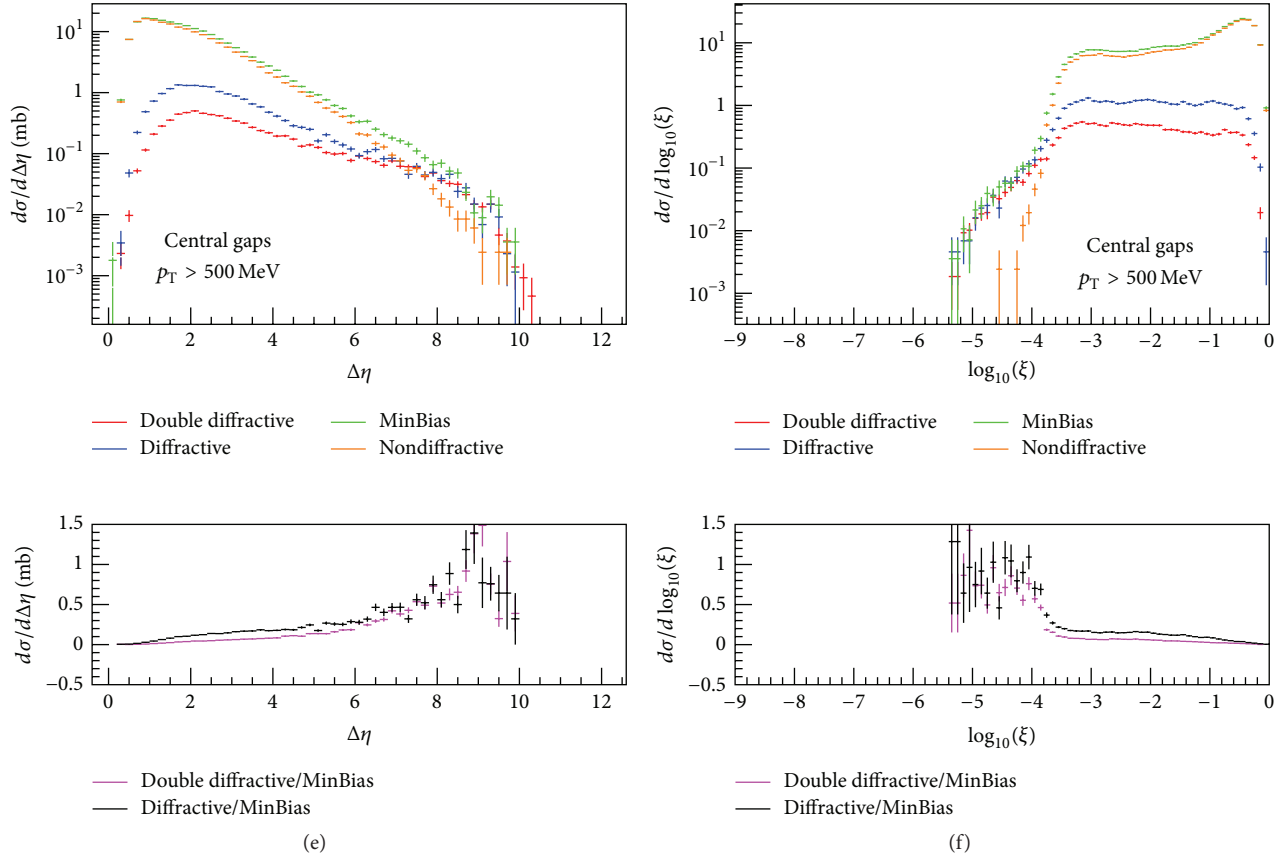 10¹
1
10⁻¹
10⁻²
10⁻³
dσ/dΔη (mb)
Central gaps
p_T > 500 MeV
0 2 4 6 8 10 12
Δη
Double diffractive
Diffractive
MinBias
Nondiffractive
1.5
1
0.5
0
−0.5
dσ/dΔη (mb)
0 2 4 6 8 10 12
Δη
Double diffractive/MinBias
Diffractive/MinBias
(e)
10¹
1
10⁻¹
10⁻²
10⁻³
dσ/d log₁₀(ξ)
Central gaps
p_T > 500 MeV
−9 −8 −7 −6 −5 −4 −3 −2 −1 0
log₁₀(ξ)
Double diffractive
Diffractive
MinBias
Nondiffractive
1.5
1
0.5
0
−0.5
dσ/d log₁₀(ξ)
−9 −8 −7 −6 −5 −4 −3 −2 −1 0
log₁₀(ξ)
Double diffractive/MinBias
Diffractive/MinBias
(f)